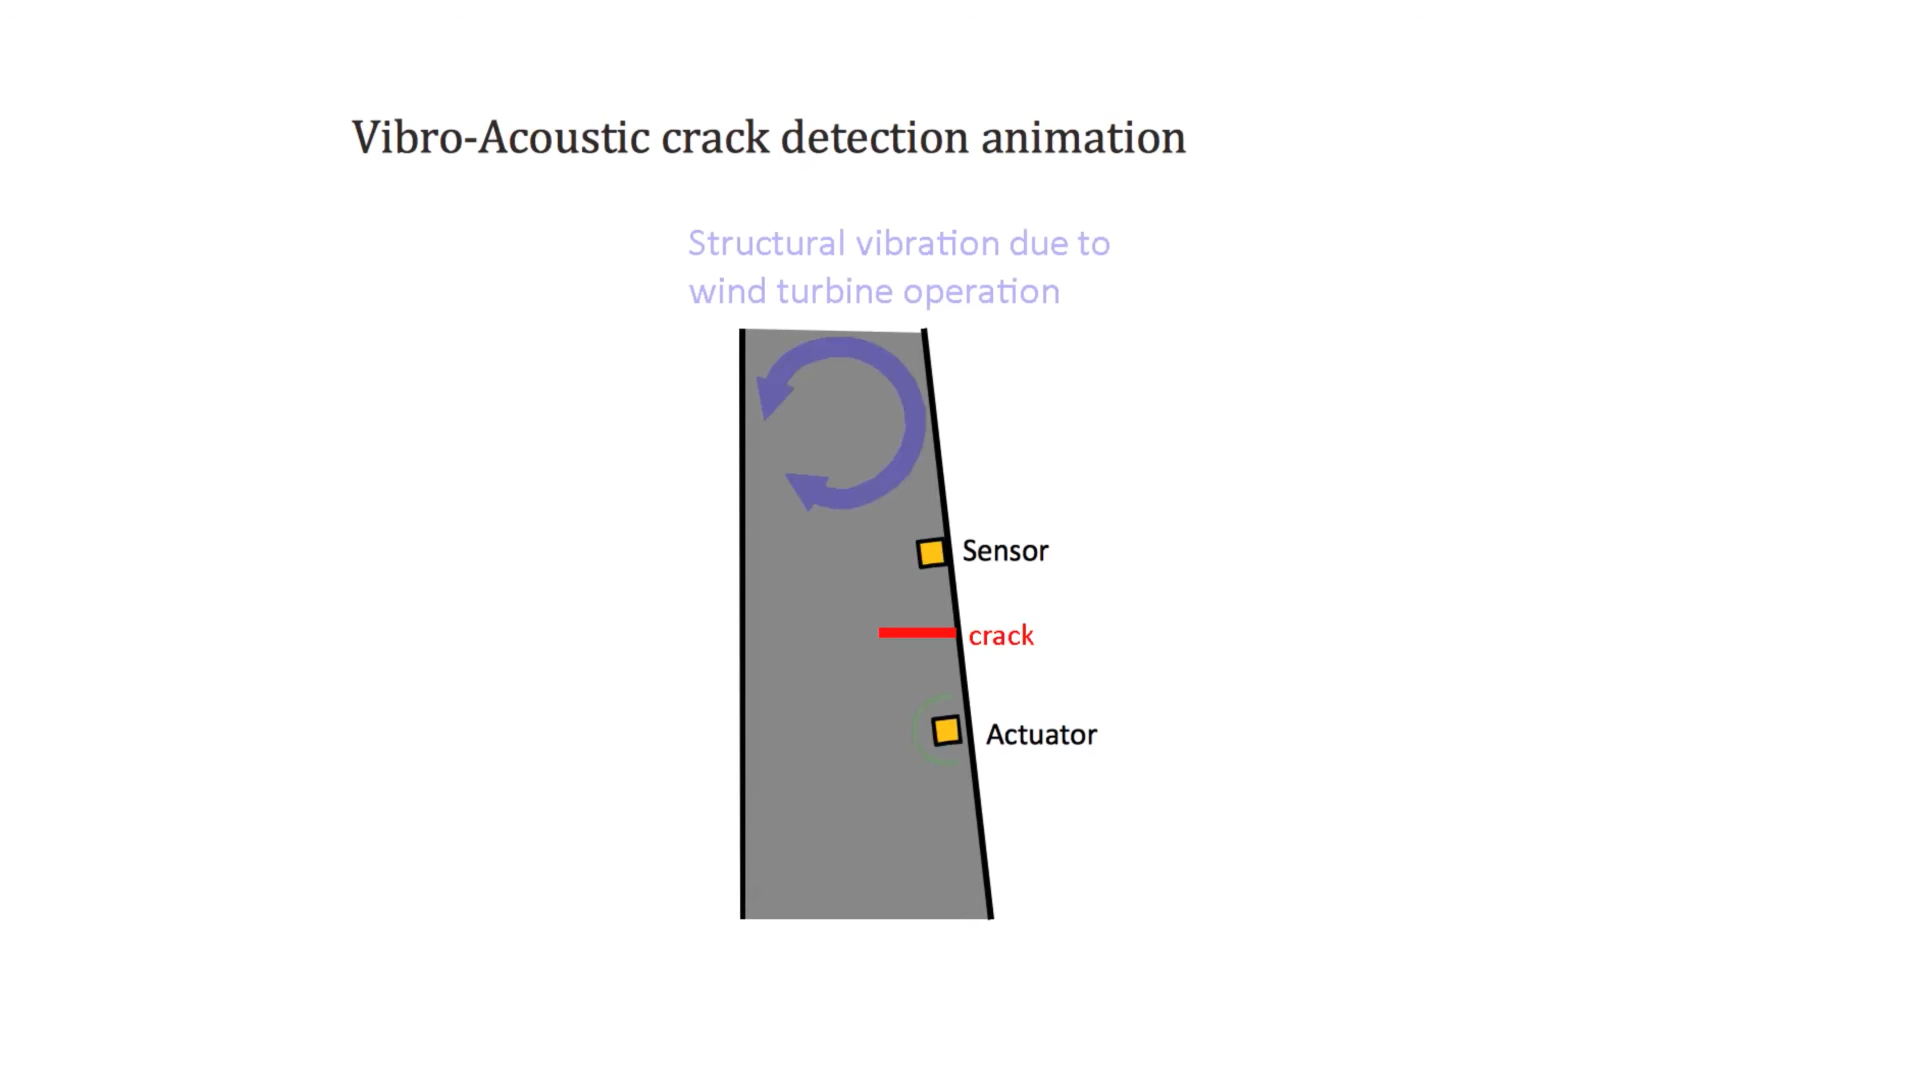 Vibro-Acoustic crack detection animation
Structural vibration due to
wind turbine operation
Sensor
crack
Actuator